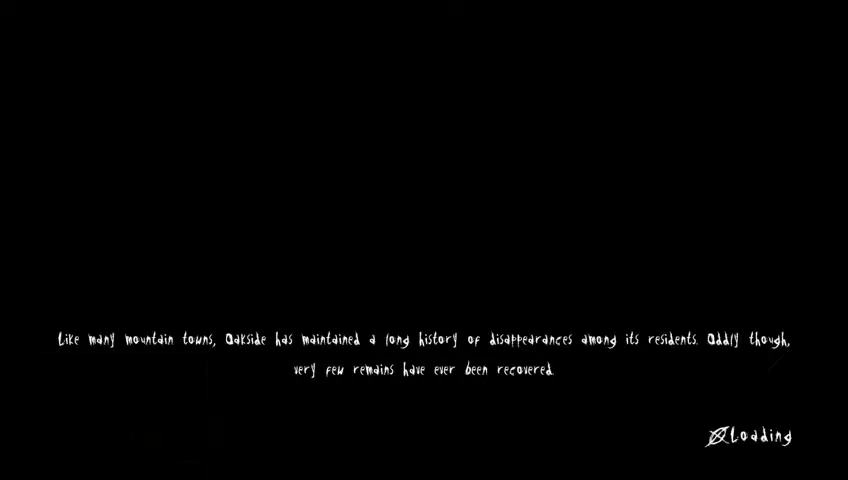 Like many mountain towns, Oakside has maintained a long history of disappearances among its residents. Oddly though,
very few remains have ever been recovered.
Loading